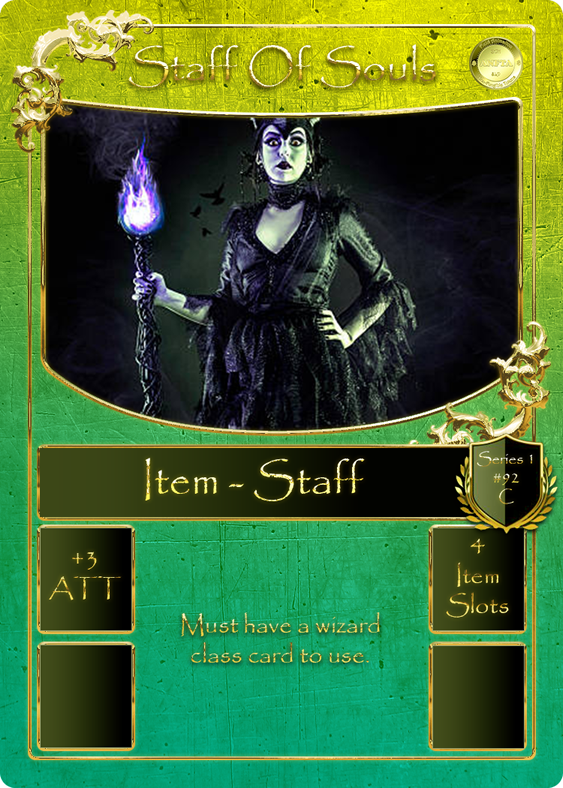 Staff Of Souls
Item - Staff
Series 1
#92
C
+3
ATT
4
Item
Slots
Must have a wizard
class card to use.